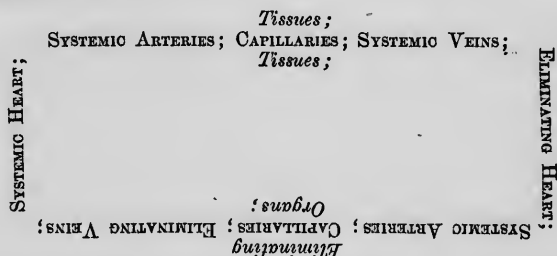 Tissues;
SYSTEMIC ARTERIES; CAPILLARIES; SYSTEMIC VEINS;
Tissues;
ELIMINATING HEART;
Eliminating
SYSTEMIC ARTERIES; CAPILLARIES; ELIMINATING VEINS;
Organs;
SYSTEMIC HEART;